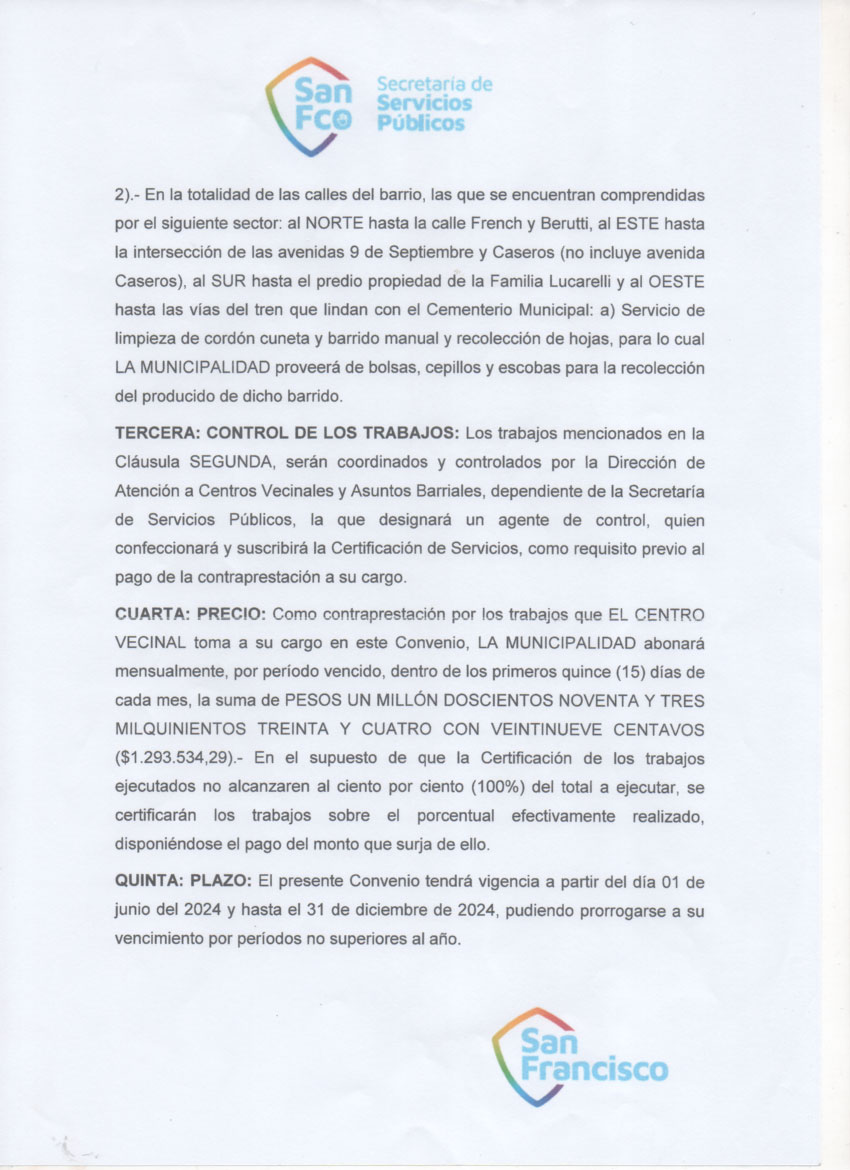 San
Fco
Secretaría de
Servicios
Públicos
2).- En la totalidad de las calles del barrio, las que se encuentran comprendidas
por el siguiente sector: al NORTE hasta la calle French y Berutti, al ESTE hasta
la intersección de las avenidas 9 de Septiembre y Caseros (no incluye avenida
Caseros), al SUR hasta el predio propiedad de la Familia Lucarelli y al OESTE
hasta las vías del tren que lindan con el Cementerio Municipal: a) Servicio de
limpieza de cordón cuneta y barrido manual y recolección de hojas, para lo cual
LA MUNICIPALIDAD proveerá de bolsas, cepillos y escobas para la recolección
del producido de dicho barrido.
TERCERA: CONTROL DE LOS TRABAJOS: Los trabajos mencionados en la
Cláusula SEGUNDA, serán coordinados y controlados por la Dirección de
Atención a Centros Vecinales y Asuntos Barriales, dependiente de la Secretaría
de Servicios Públicos, la que designará un agente de control, quien
confeccionará y suscribirá la Certificación de Servicios, como requisito previo al
pago de la contraprestación a su cargo.
CUARTA: PRECIO: Como contraprestación por los trabajos que EL CENTRO
VECINAL toma a su cargo en este Convenio, LA MUNICIPALIDAD abonará
mensualmente, por período vencido, dentro de los primeros quince (15) días de
cada mes, la suma de PESOS UN MILLÓN DOSCIENTOS NOVENTA Y TRES
MILQUINIENTOS TREINTA Y CUATRO CON VEINTINUEVE CENTAVOS
($1.293.534,29).- En el supuesto de que la Certificación de los trabajos
ejecutados no alcanzaren al ciento por ciento (100%) del total a ejecutar, se
certificarán los trabajos sobre el porcentual efectivamente realizado,
disponiéndose el pago del monto que surja de ello.
QUINTA: PLAZO: El presente Convenio tendrá vigencia a partir del día 01 de
junio del 2024 y hasta el 31 de diciembre de 2024, pudiendo prorrogarse a su
vencimiento por períodos no superiores al año.
San
Francisco